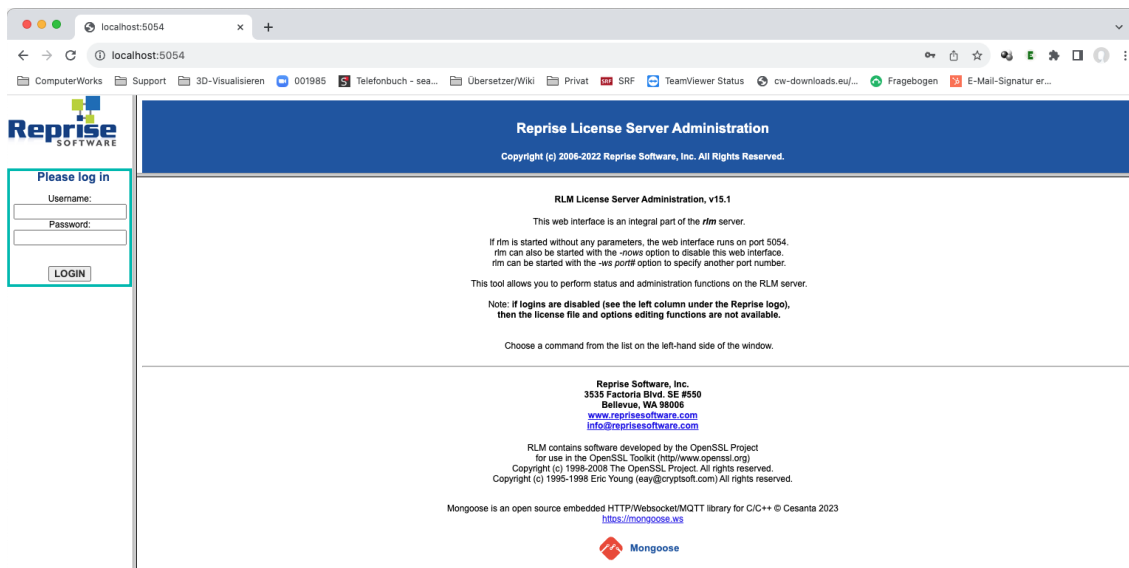 localhost:5054
localhost:5054
ComputerWorks Support 3D-Visualisieren 001985 Telefonbuch - sea... Übersetzer/Wiki Privat SRF SRF TeamViewer Status cw-downloads.eu/... Fragebogen E-Mail-Signatur er...
Reprise
SOFTWARE
Please log in
Username:
Password:
LOGIN
Reprise License Server Administration
Copyright (c) 2006-2022 Reprise Software, Inc. All Rights Reserved.
RLM License Server Administration, v15.1
This web interface is an integral part of the rlm server.
If rlm is started without any parameters, the web interface runs on port 5054.
rlm can also be started with the -nows option to disable this web interface.
rlm can be started with the -ws port# option to specify another port number.
This tool allows you to perform status and administration functions on the RLM server.
Note: if logins are disabled (see the left column under the Reprise logo),
then the license file and options editing functions are not available.
Choose a command from the list on the left-hand side of the window.
Reprise Software, Inc.
3535 Factoria Blvd. SE #550
Bellevue, WA 98006
www.reprisesoftware.com
info@reprisesoftware.com
RLM contains software developed by the OpenSSL Project
for use in the OpenSSL Toolkit (http//www.openssl.org)
Copyright (c) 1998-2008 The OpenSSL Project. All rights reserved.
Copyright (c) 1995-1998 Eric Young (eay@cryptsoft.com) All rights reserved.
Mongoose is an open source embedded HTTP/Websocket/MQTT library for C/C++ © Cesanta 2023
https://mongoose.ws
Mongoose